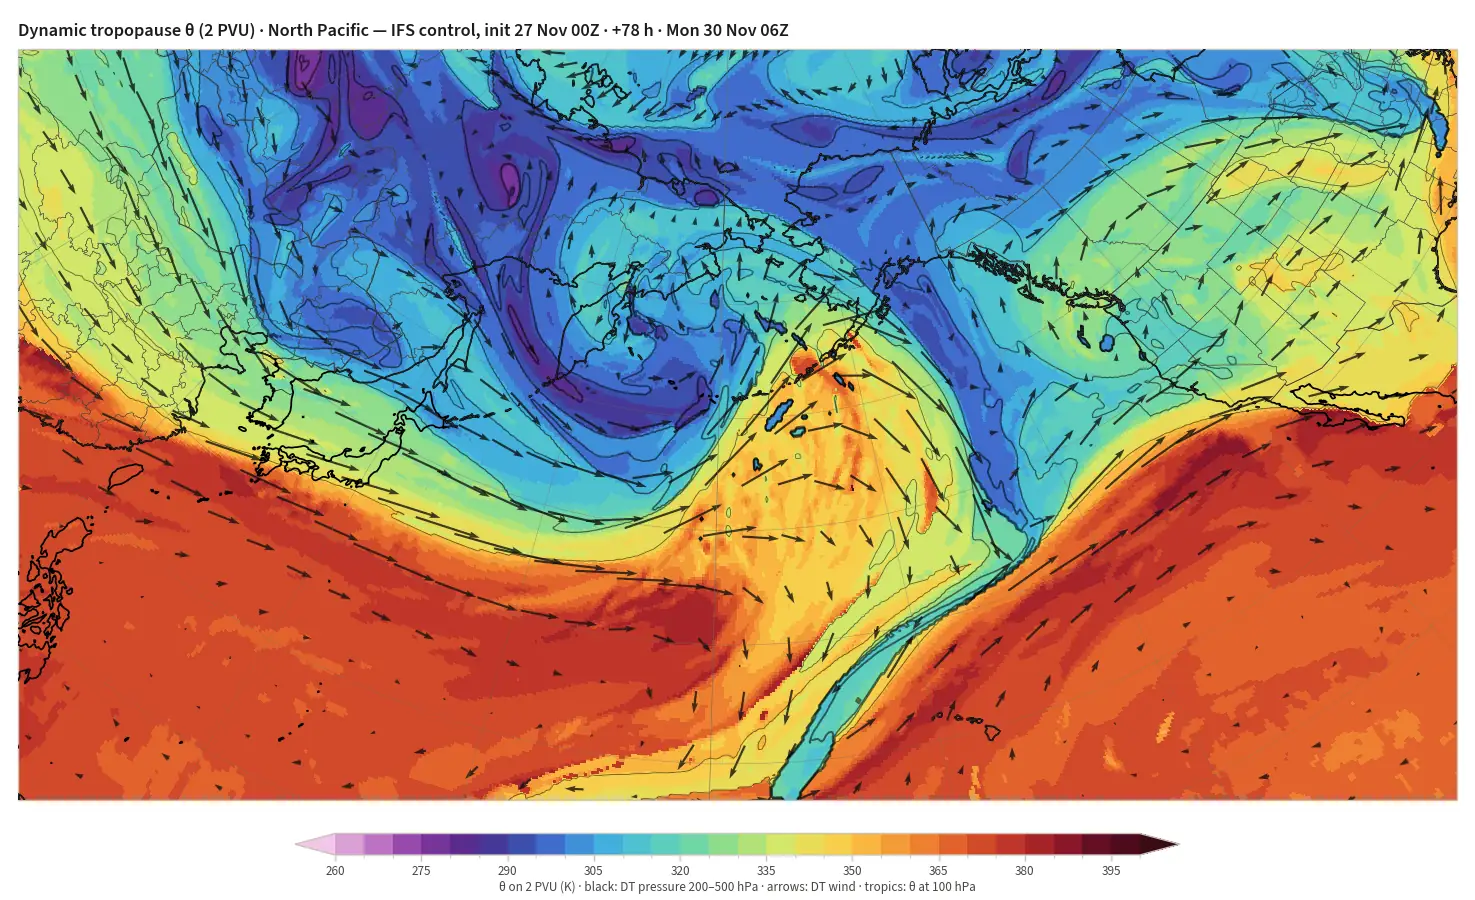 Dynamic tropopause θ (2 PVU) · North Pacific — IFS control, init 27 Nov 00Z · +78 h · Mon 30 Nov 06Z
260 275 290 305 320 335 350 365 380 395
θ on 2 PVU (K) · black: DT pressure 200–500 hPa · arrows: DT wind · tropics: θ at 100 hPa